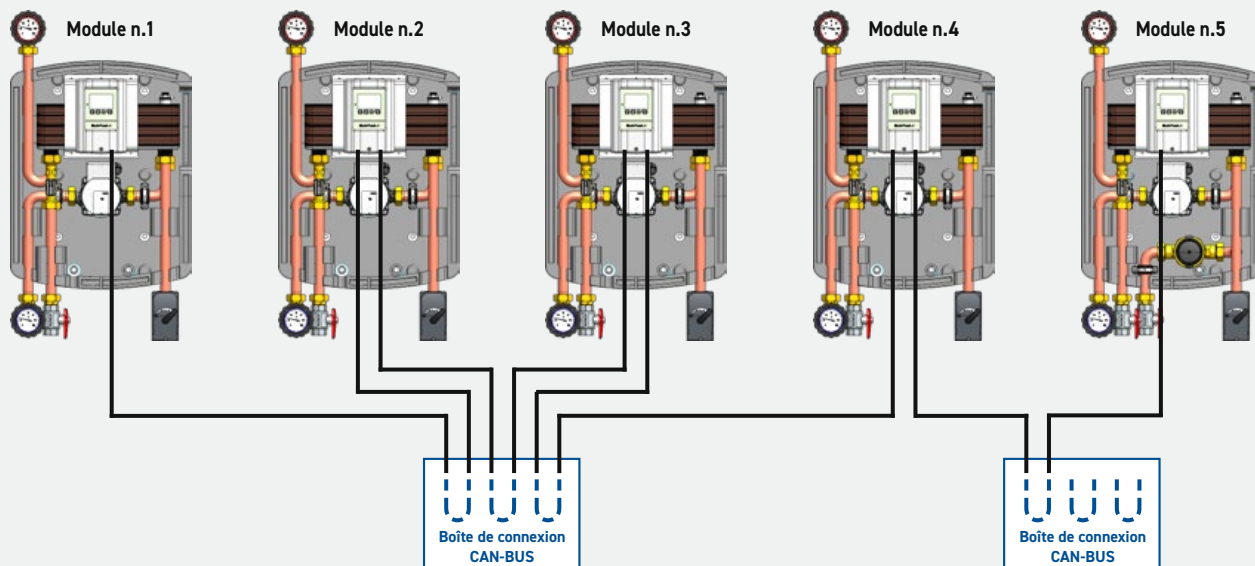 Module n.1
Module n.2
Module n.3
Module n.4
Module n.5
Boîte de connexion
CAN-BUS
Boîte de connexion
CAN-BUS